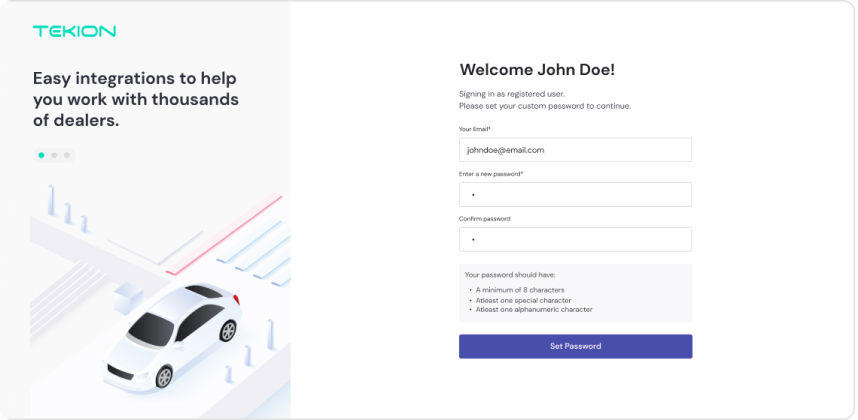 TEKION
Easy integrations to help
you work with thousands
of dealers.
Welcome John Doe!
Signing in as registered user.
Please set your custom password to continue.
Your Email*
johndoe@email.com
Enter a new password*
•
Confirm password
•
Your password should have:
• A minimum of 8 characters
• Atleast one special character
• Atleast one alphanumeric character
Set Password